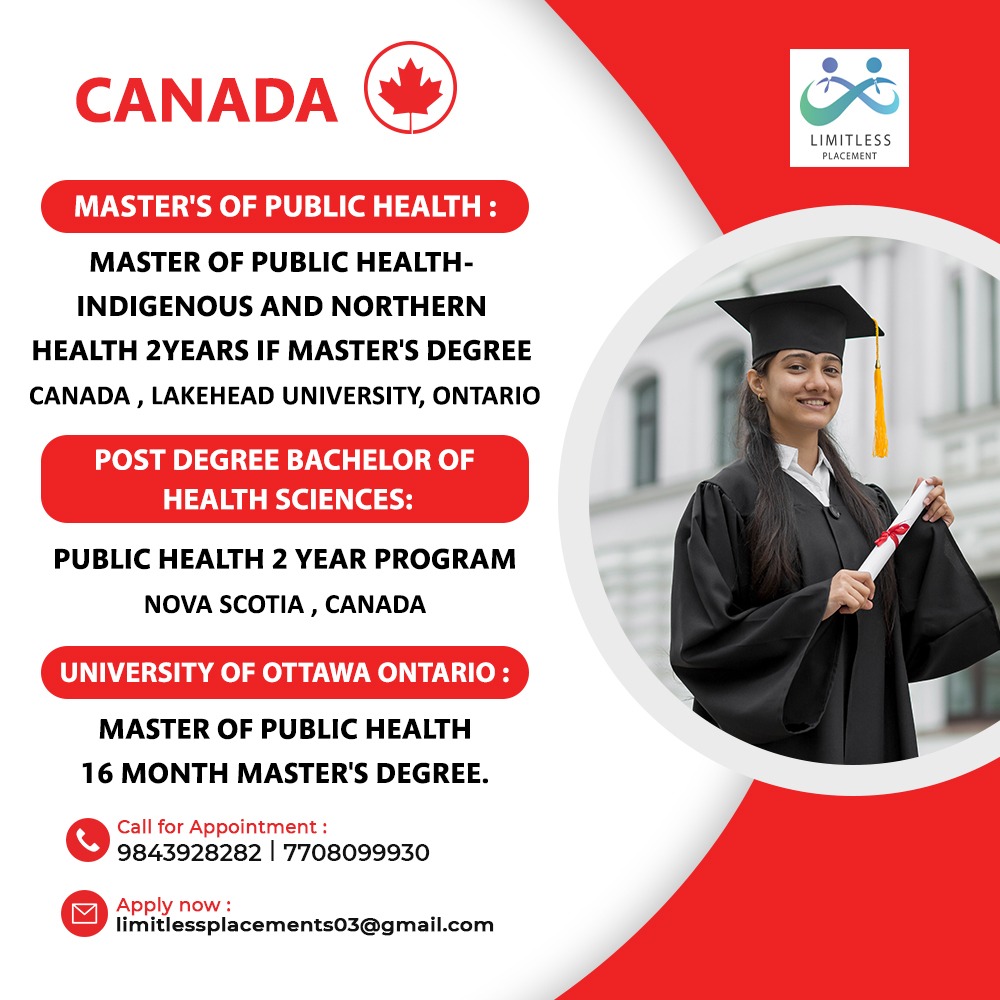 CANADA
LIMITLESS
PLACEMENT
MASTER'S OF PUBLIC HEALTH :
MASTER OF PUBLIC HEALTH-
INDIGENOUS AND NORTHERN
HEALTH 2YEARS IF MASTER'S DEGREE
CANADA , LAKEHEAD UNIVERSITY, ONTARIO
POST DEGREE BACHELOR OF
HEALTH SCIENCES:
PUBLIC HEALTH 2 YEAR PROGRAM
NOVA SCOTIA , CANADA
UNIVERSITY OF OTTAWA ONTARIO :
MASTER OF PUBLIC HEALTH
16 MONTH MASTER'S DEGREE.
Call for Appointment :
9843928282 | 7708099930
Apply now :
limitlessplacements03@gmail.com